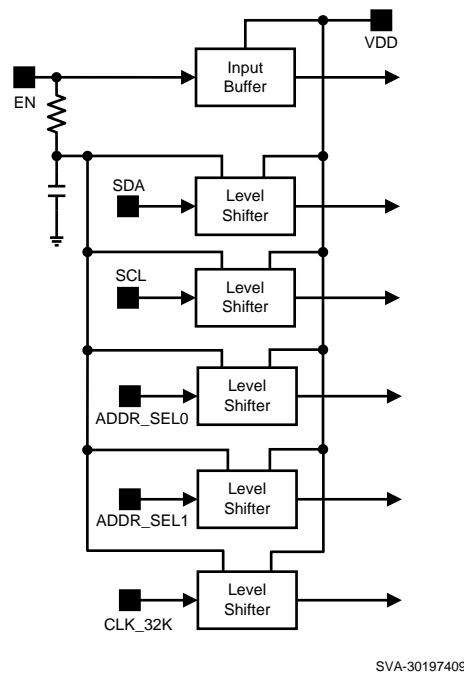 VDD
Input
Buffer
EN
SDA
Level
Shifter
SCL
Level
Shifter
Level
Shifter
ADDR_SEL0
Level
Shifter
ADDR_SEL1
Level
Shifter
CLK_32K
SVA-30197409